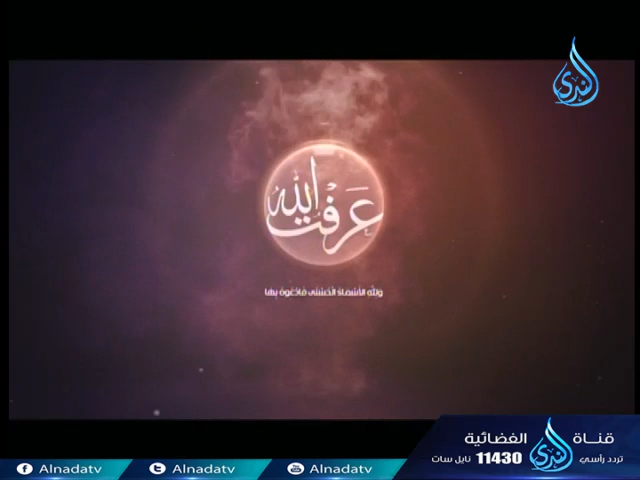 الندى
عرفت الله
ولله الأسماء الحسنى فادعوه بها
قناة الندى الفضائية
تردد رأسي 11430 نايل سات
Alnadatv
Alnadatv
Alnadatv